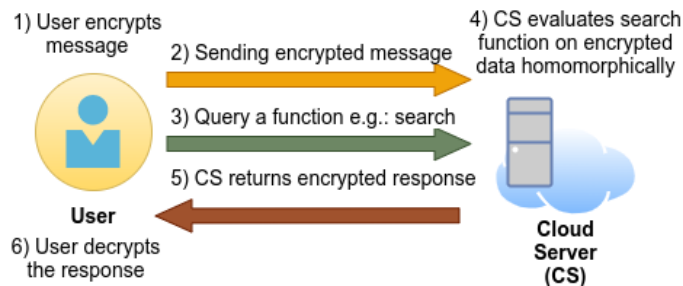 1) User encrypts
message
2) Sending encrypted message
3) Query a function e.g.: search
4) CS evaluates search
function on encrypted
data homomorphically
5) CS returns encrypted response
User
6) User decrypts
the response
Cloud
Server
(CS)